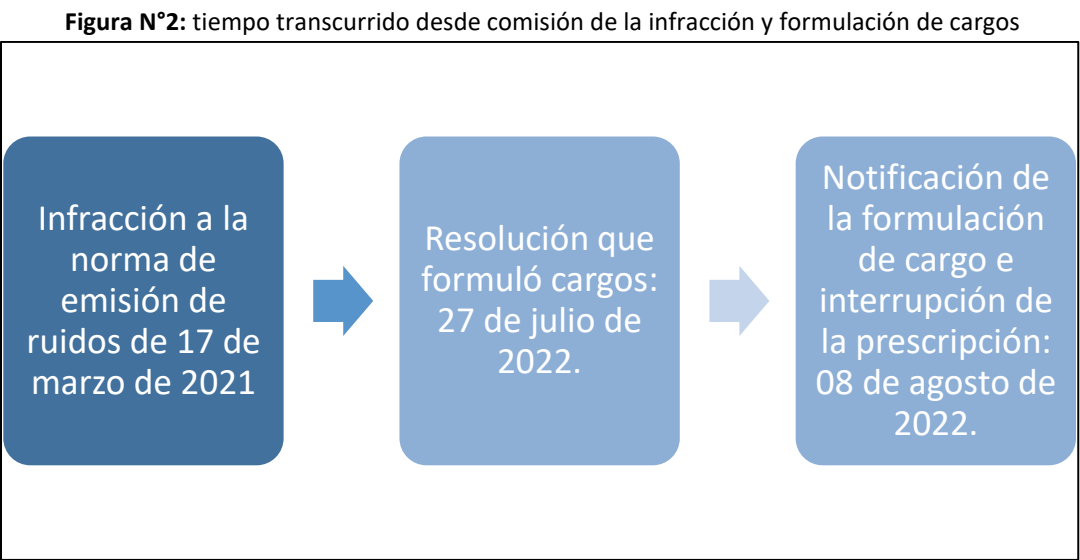 Figura N°2: tiempo transcurrido desde comisión de la infracción y formulación de cargos
Infracción a la
norma de
emisión de
ruidos de 17 de
marzo de 2021
Resolución que
formuló cargos:
27 de julio de
2022.
Notificación de
la formulación
de cargo e
interrupción de
la prescripción:
08 de agosto de
2022.